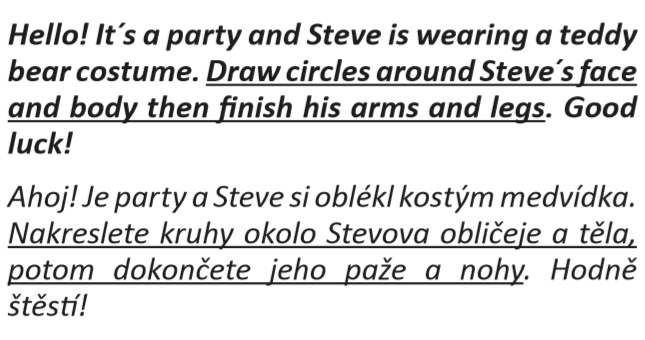 Hello! It´s a party and Steve is wearing a teddy
bear costume. Draw circles around Steve´s face
and body then finish his arms and legs. Good
luck!
Ahoj! Je party a Steve si oblékl kostým medvídka.
Nakreslete kruhy okolo Stevova obličeje a těla,
potom dokončete jeho paže a nohy. Hodně
štěstí!